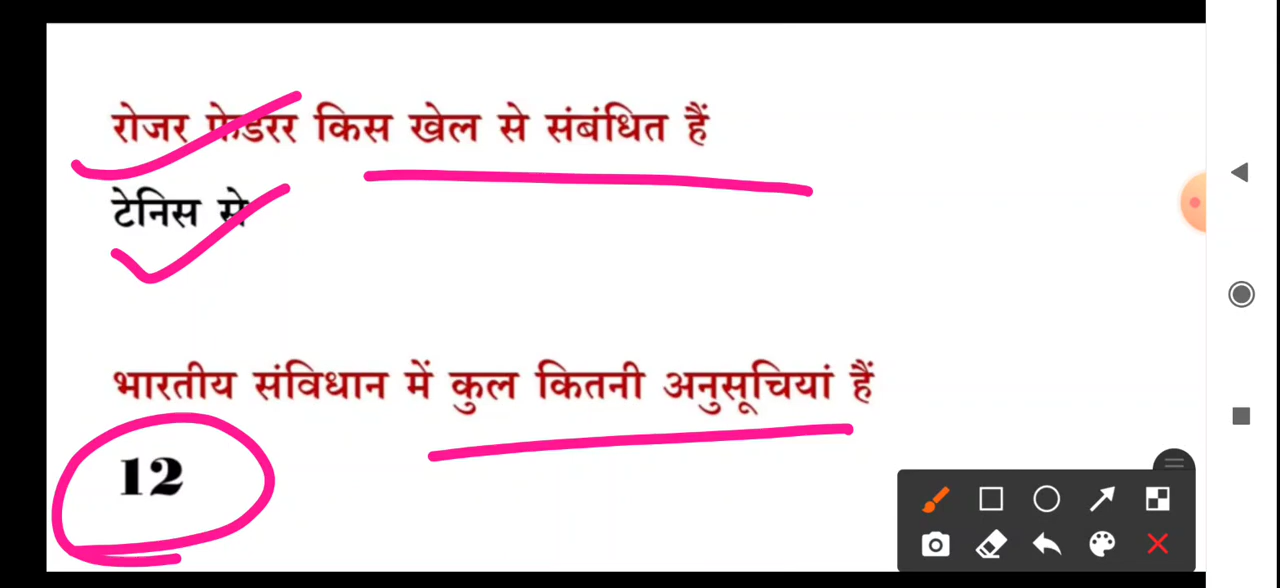 रोजर फेडरर किस खेल से संबंधित हैं
टेनिस से
भारतीय संविधान में कुल कितनी अनुसूचियां हैं
12